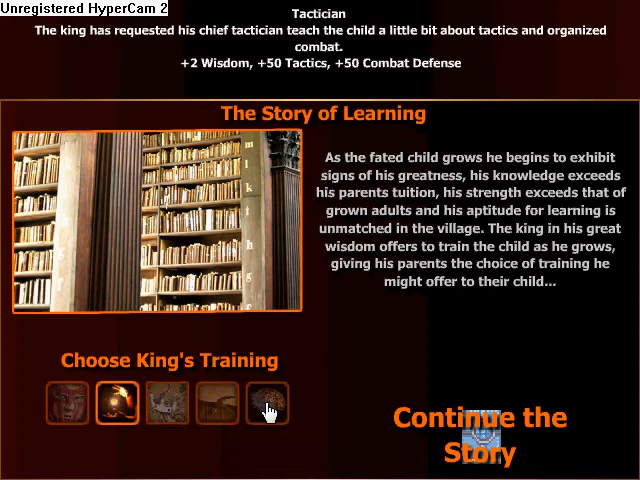 Unregistered HyperCam 2
Tactician
The king has requested his chief tactician teach the child a little bit about tactics and organized
combat.
+2 Wisdom, +50 Tactics, +50 Combat Defense
The Story of Learning
m
l
k
t
h
g
e
As the fated child grows he begins to exhibit
signs of his greatness, his knowledge exceeds
his parents tuition, his strength exceeds that of
grown adults and his aptitude for learning is
unmatched in the village. The king in his great
wisdom offers to train the child as he grows,
giving his parents the choice of training he
might offer to their child...
Choose King's Training
Continue the
Story